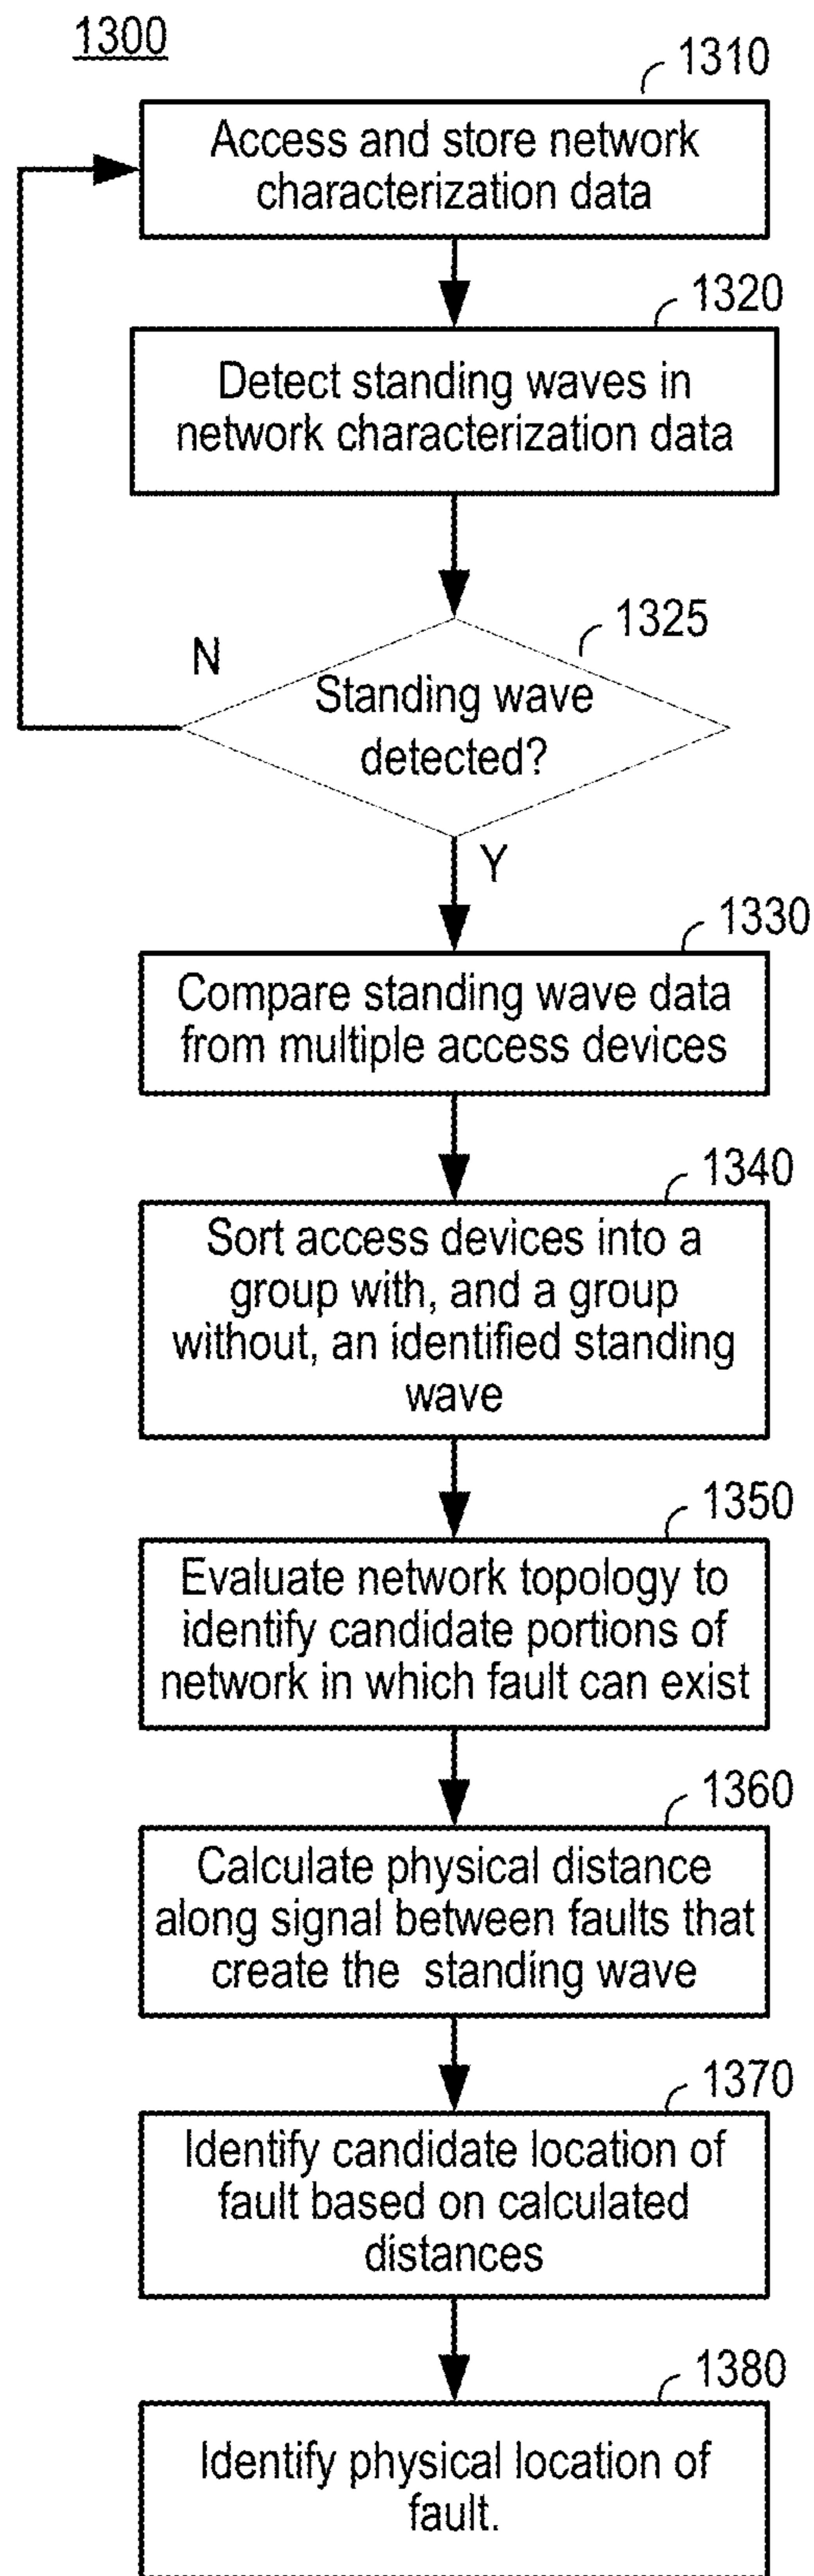 1300
1310
Access and store network
characterization data
1320
Detect standing waves in
network characterization data
1325
N
Standing wave
detected?
Y
1330
Compare standing wave data
from multiple access devices
1340
Sort access devices into a
group with, and a group
without, an identified standing
wave
1350
Evaluate network topology to
identify candidate portions of
network in which fault can exist
1360
Calculate physical distance
along signal between faults that
create the standing wave
1370
Identify candidate location of
fault based on calculated
distances
1380
Identify physical location of
fault.